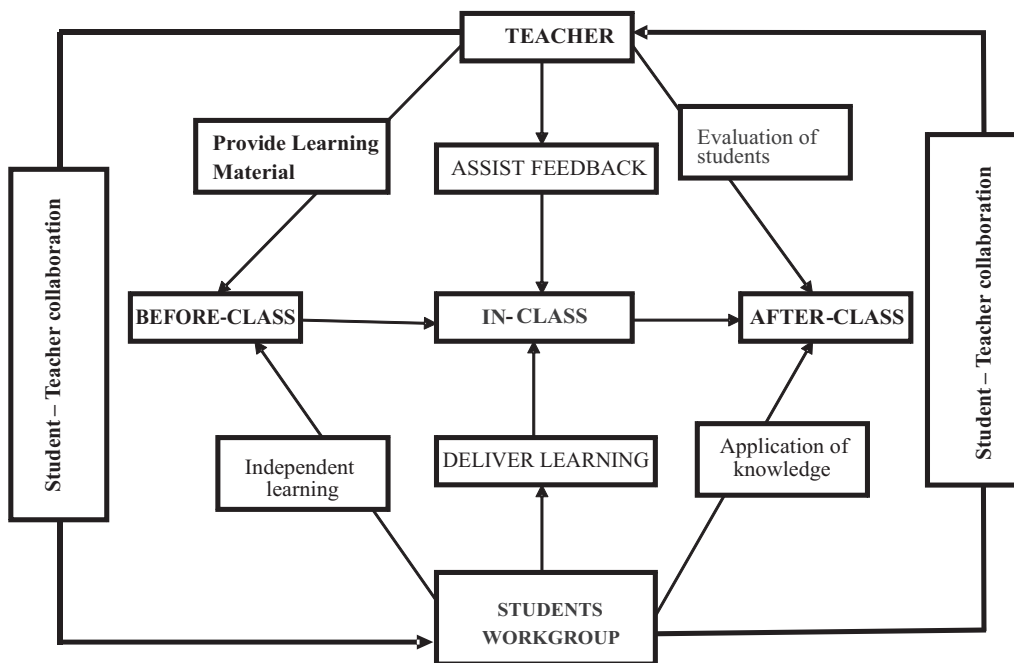 TEACHER
Provide Learning
Material
ASSIST FEEDBACK
Evaluation of
students
Student – Teacher collaboration
Student – Teacher collaboration
BEFORE-CLASS
IN- CLASS
AFTER-CLASS
Independent
learning
DELIVER LEARNING
Application of
knowledge
STUDENTS
WORKGROUP